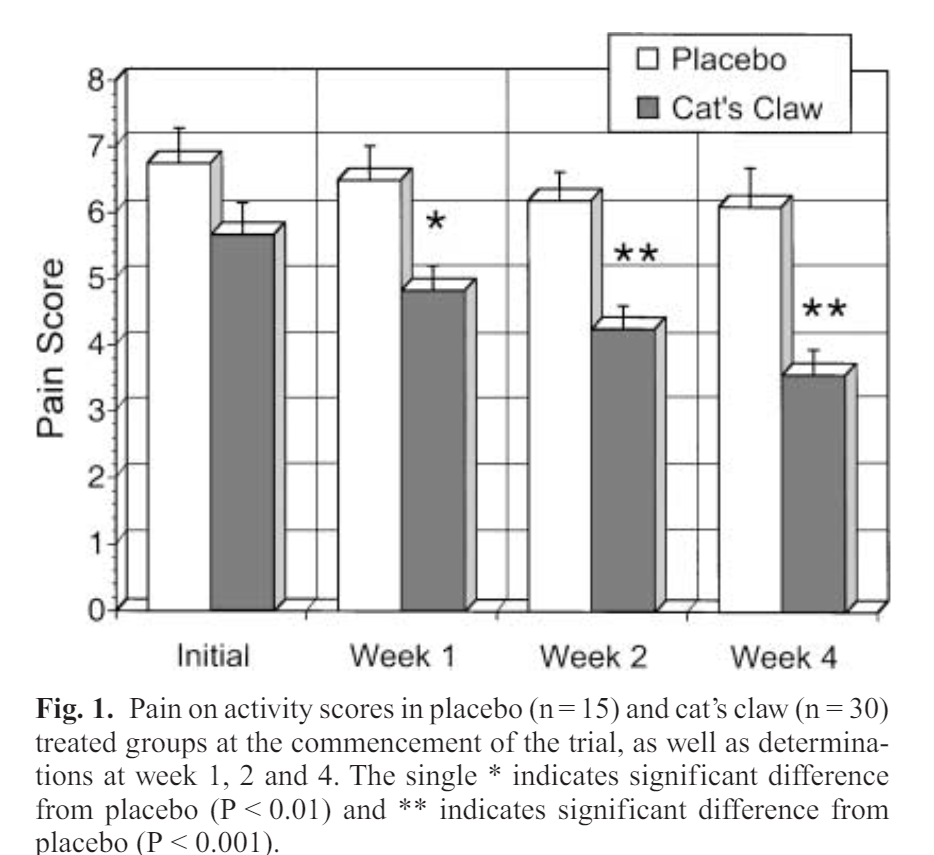 Placebo
Cat's Claw
8
7
6
5
4
3
2
1
0
Pain Score
*
**
**
Initial Week 1 Week 2 Week 4
Fig. 1. Pain on activity scores in placebo (n = 15) and cat’s claw (n = 30)
treated groups at the commencement of the trial, as well as determina-
tions at week 1, 2 and 4. The single * indicates significant difference
from placebo (P < 0.01) and ** indicates significant difference from
placebo (P < 0.001).